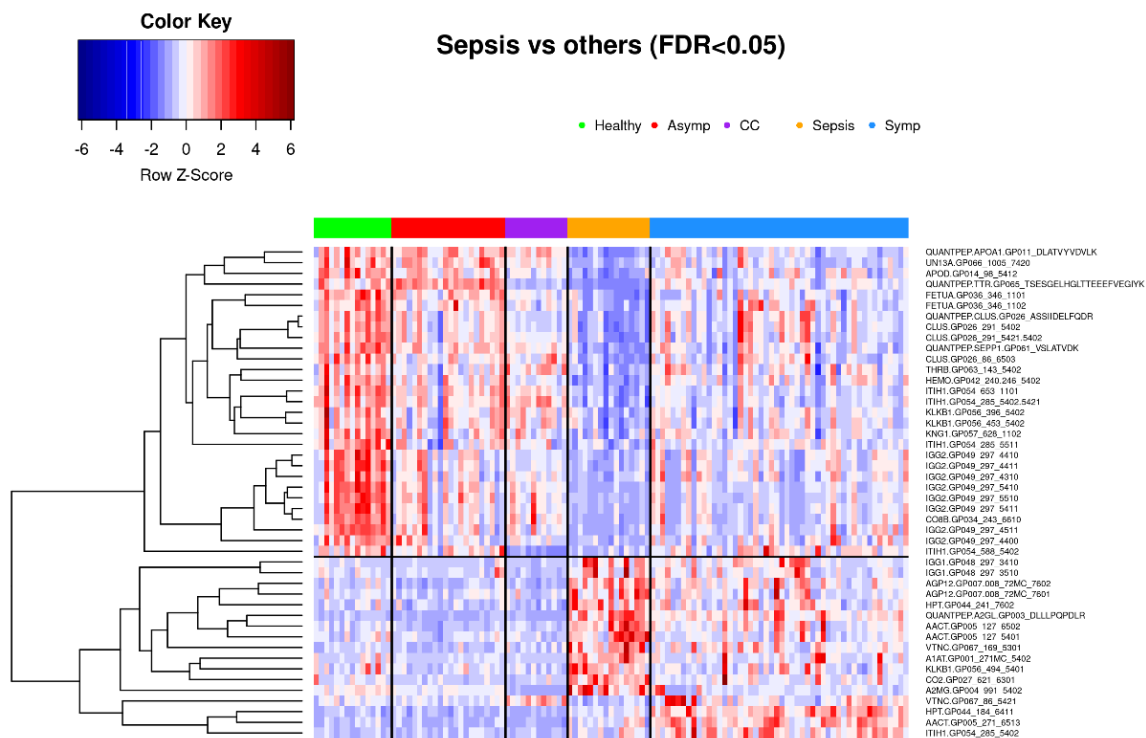 Color Key
-6 -4 -2 0 2 4 6
Row Z-Score
Sepsis vs others (FDR<0.05)
Healthy Asymp CC Sepsis Symp
QUANTPEP.APOA1.GP011_DLATVYVDVLK
UN13A.GP066_1005_7420
APOD.GP014_98_5412
QUANTPEP.TTR.GP065_TSESGELHGLTTEEEFVEGIYK
FETUA.GP036_346_1101
FETUA.GP036_346_1102
QUANTPEP.CLUS.GP026_ASSIIDELFQDR
CLUS.GP026_291_5402
CLUS.GP026_291_5421.5402
QUANTPEP.SEPP1.GP061_VSLATVDK
CLUS.GP026_86_6503
THRB.GP063_143_5402
HEMO.GP042_240.246_5402
ITIH1.GP054_653_1101
ITIH1.GP054_285_5402.5421
KLKB1.GP056_396_5402
KLKB1.GP056_453_5402
KNG1.GP057_628_1102
ITIH1.GP054_285_5511
IGG2.GP049_297_4410
IGG2.GP049_297_4411
IGG2.GP049_297_4310
IGG2.GP049_297_5410
IGG2.GP049_297_5510
IGG2.GP049_297_5411
CO8B.GP034_243_6610
IGG2.GP049_297_4511
IGG2.GP049_297_4400
ITIH1.GP054_588_5402
IGG1.GP048_297_3410
IGG1.GP048_297_3510
AGP12.GP007.008_72MC_7602
AGP12.GP007.008_72MC_7601
HPT.GP044_241_7602
QUANTPEP.A2GL.GP003_DLLLPQPDLR
AACT.GP005_127_6502
AACT.GP005_127_5401
VTNC.GP067_169_5301
A1AT.GP001_271MC_5402
KLKB1.GP056_494_5401
CO2.GP027_621_6301
A2MG.GP004_991_5402
VTNC.GP067_86_5421
HPT.GP044_184_6411
AACT.GP005_271_6513
ITIH1.GP054_285_5402